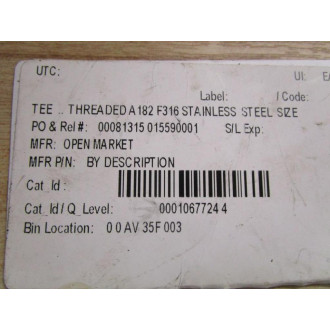 UTC:
UI: EA
Label: / Code:
TEE .. THREADED A182 F316 STAINLESS STEEL SIZE
PO & Rel #: 00081315 015590001 S/L Exp:
MFR: OPEN MARKET
MFR P/N: BY DESCRIPTION
Cat_Id :
Cat_Id / Q_Level: 0001067724 4
Bin Location: 0 0 AV 35F 003